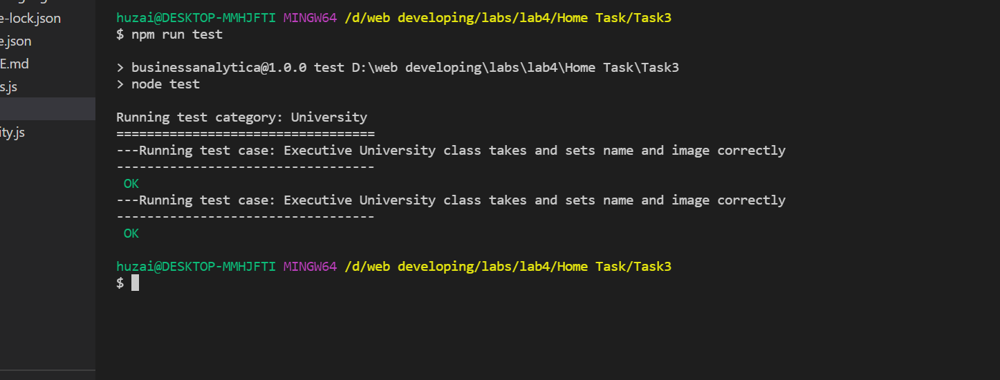 e-lock.json
e.json
E.md
s.js
ity.js
huzai@DESKTOP-MMHJFTI MINGW64 /d/web developing/labs/lab4/Home Task/Task3
$ npm run test
> businessanalytica@1.0.0 test D:\web developing\labs\lab4\Home Task\Task3
> node test
Running test category: University
==================================
---Running test case: Executive University class takes and sets name and image correctly
----------------------------------
OK
---Running test case: Executive University class takes and sets name and image correctly
----------------------------------
OK
huzai@DESKTOP-MMHJFTI MINGW64 /d/web developing/labs/lab4/Home Task/Task3
$